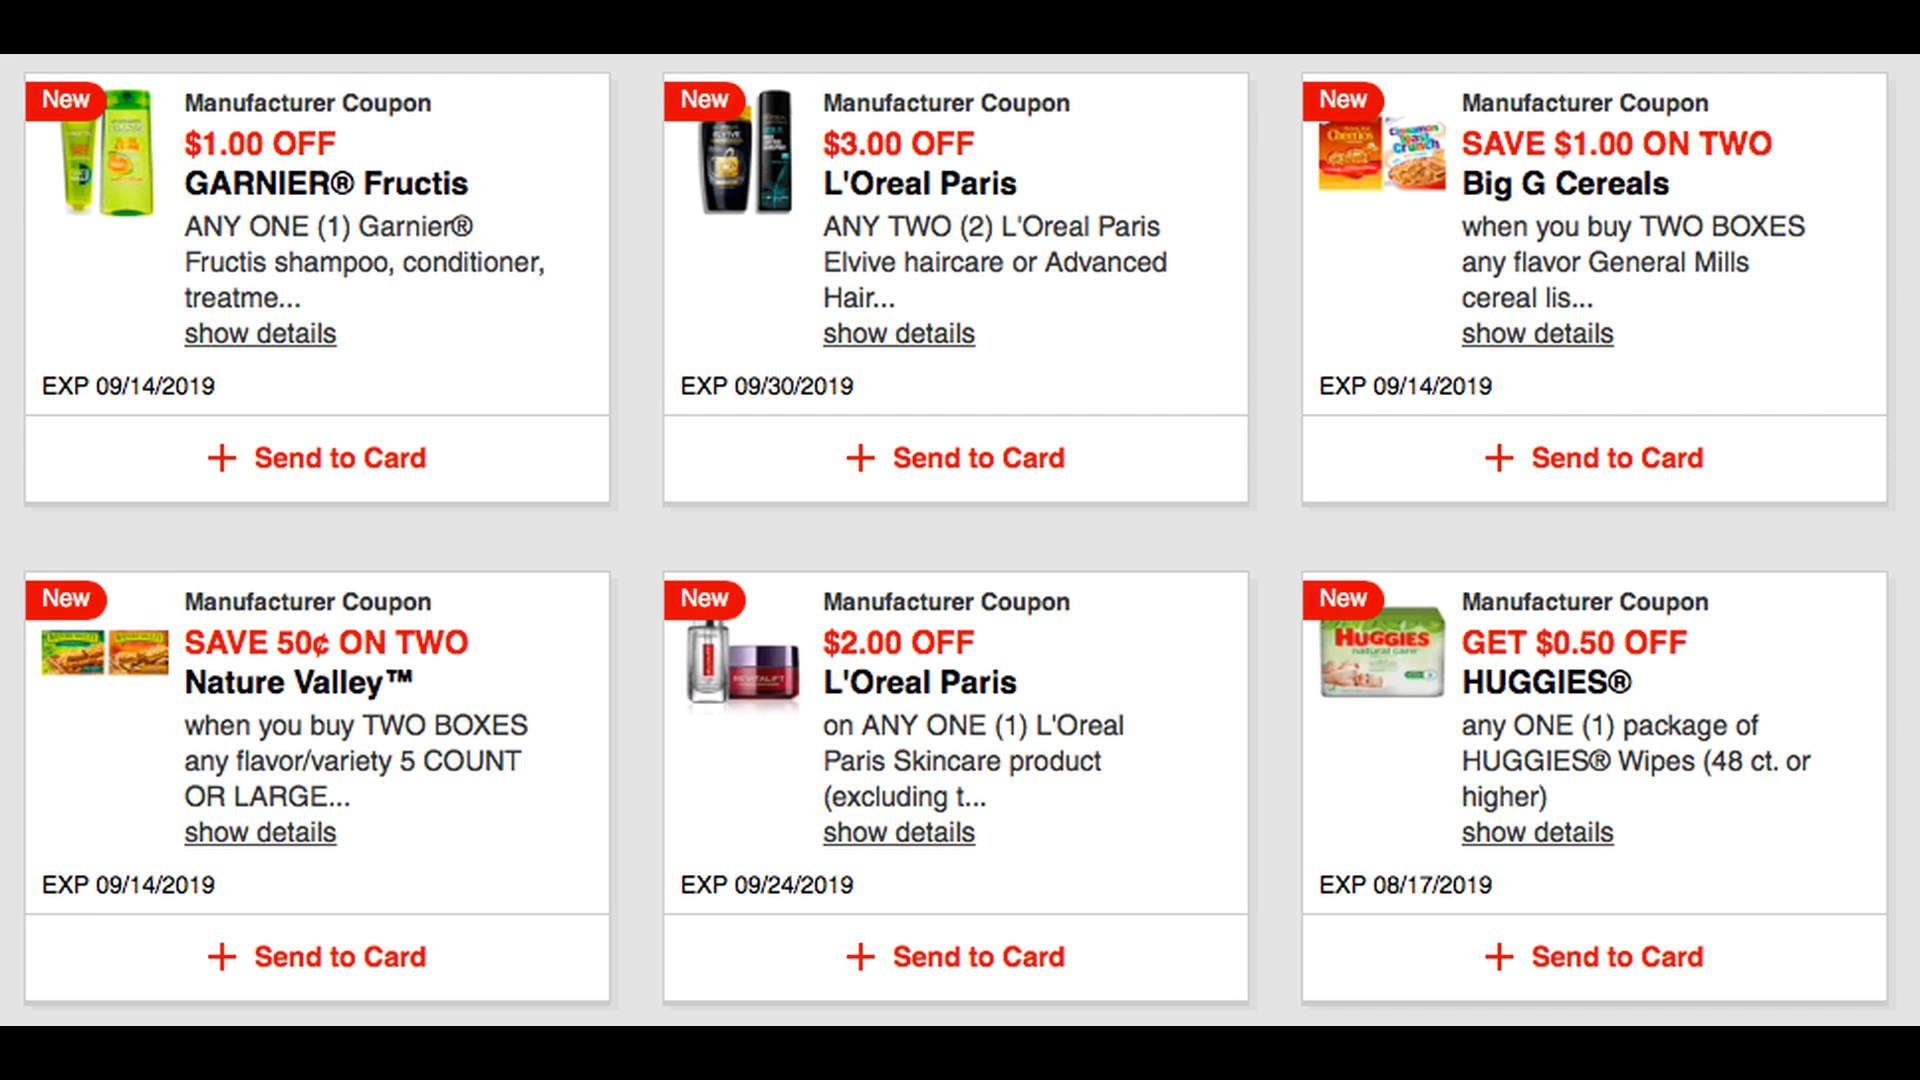 New
Manufacturer Coupon
$1.00 OFF
GARNIER® Fructis
ANY ONE (1) Garnier®
Fructis shampoo, conditioner,
treatme...
show details
EXP 09/14/2019
+ Send to Card
New
Manufacturer Coupon
$3.00 OFF
L'Oreal Paris
ANY TWO (2) L'Oreal Paris
Elvive haircare or Advanced
Hair...
show details
EXP 09/30/2019
+ Send to Card
New
Cheerios
Cinnamon
Toast
Crunch
Manufacturer Coupon
SAVE $1.00 ON TWO
Big G Cereals
when you buy TWO BOXES
any flavor General Mills
cereal lis...
show details
EXP 09/14/2019
+ Send to Card
New
Manufacturer Coupon
SAVE 50¢ ON TWO
Nature Valley™
when you buy TWO BOXES
any flavor/variety 5 COUNT
OR LARGE...
show details
EXP 09/14/2019
+ Send to Card
New
REVITALIFT
Manufacturer Coupon
$2.00 OFF
L'Oreal Paris
on ANY ONE (1) L'Oreal
Paris Skincare product
(excluding t...
show details
EXP 09/24/2019
+ Send to Card
New
HUGGIES
natural care
Manufacturer Coupon
GET $0.50 OFF
HUGGIES®
any ONE (1) package of
HUGGIES® Wipes (48 ct. or
higher)
show details
EXP 08/17/2019
+ Send to Card